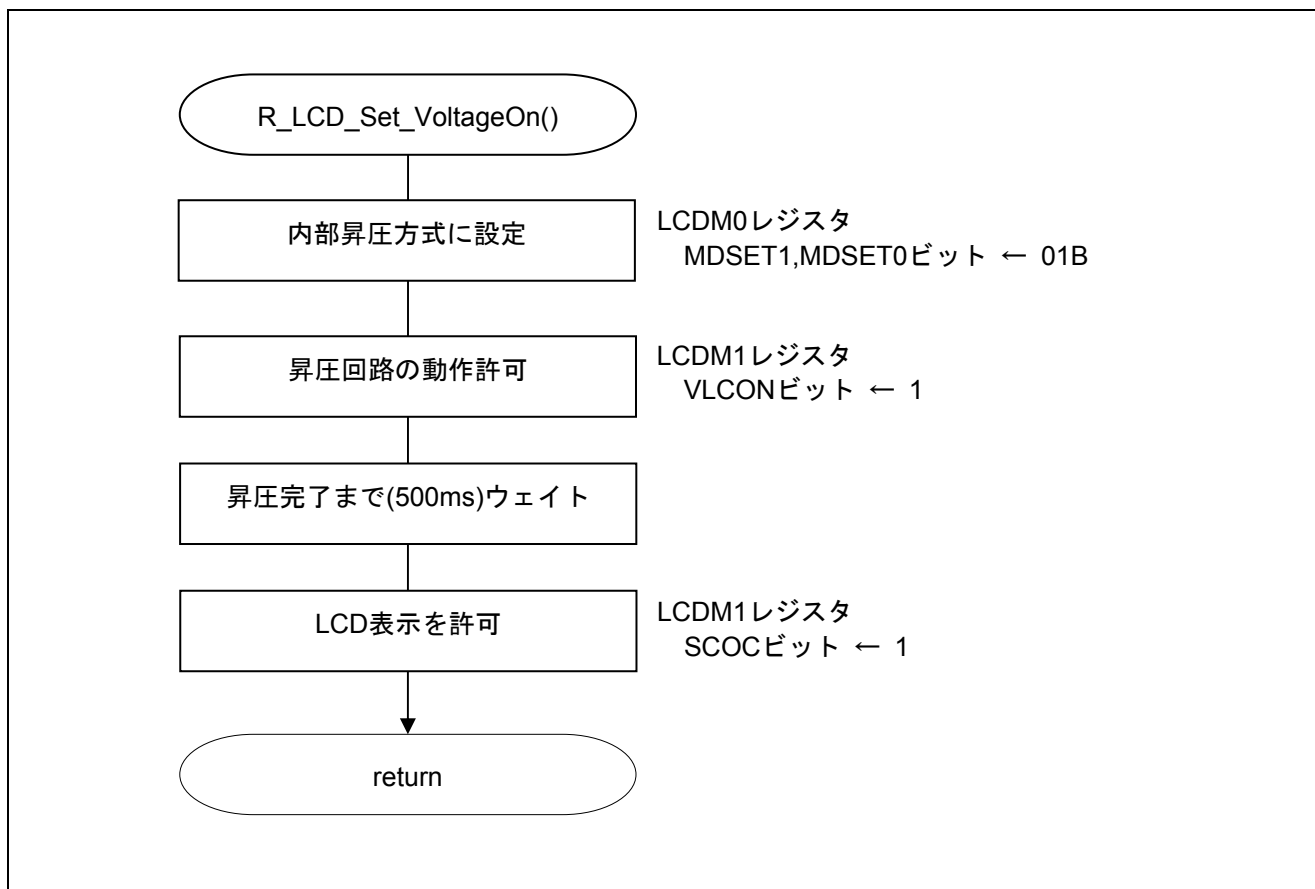 R_LCD_Set_VoltageOn()
内部昇圧方式に設定
LCDM0レジスタ
MDSET1,MDSET0ビット ← 01B
昇圧回路の動作許可
LCDM1レジスタ
VLCONビット ← 1
昇圧完了まで(500ms)ウェイト
LCD表示を許可
LCDM1レジスタ
SCOCビット ← 1
return